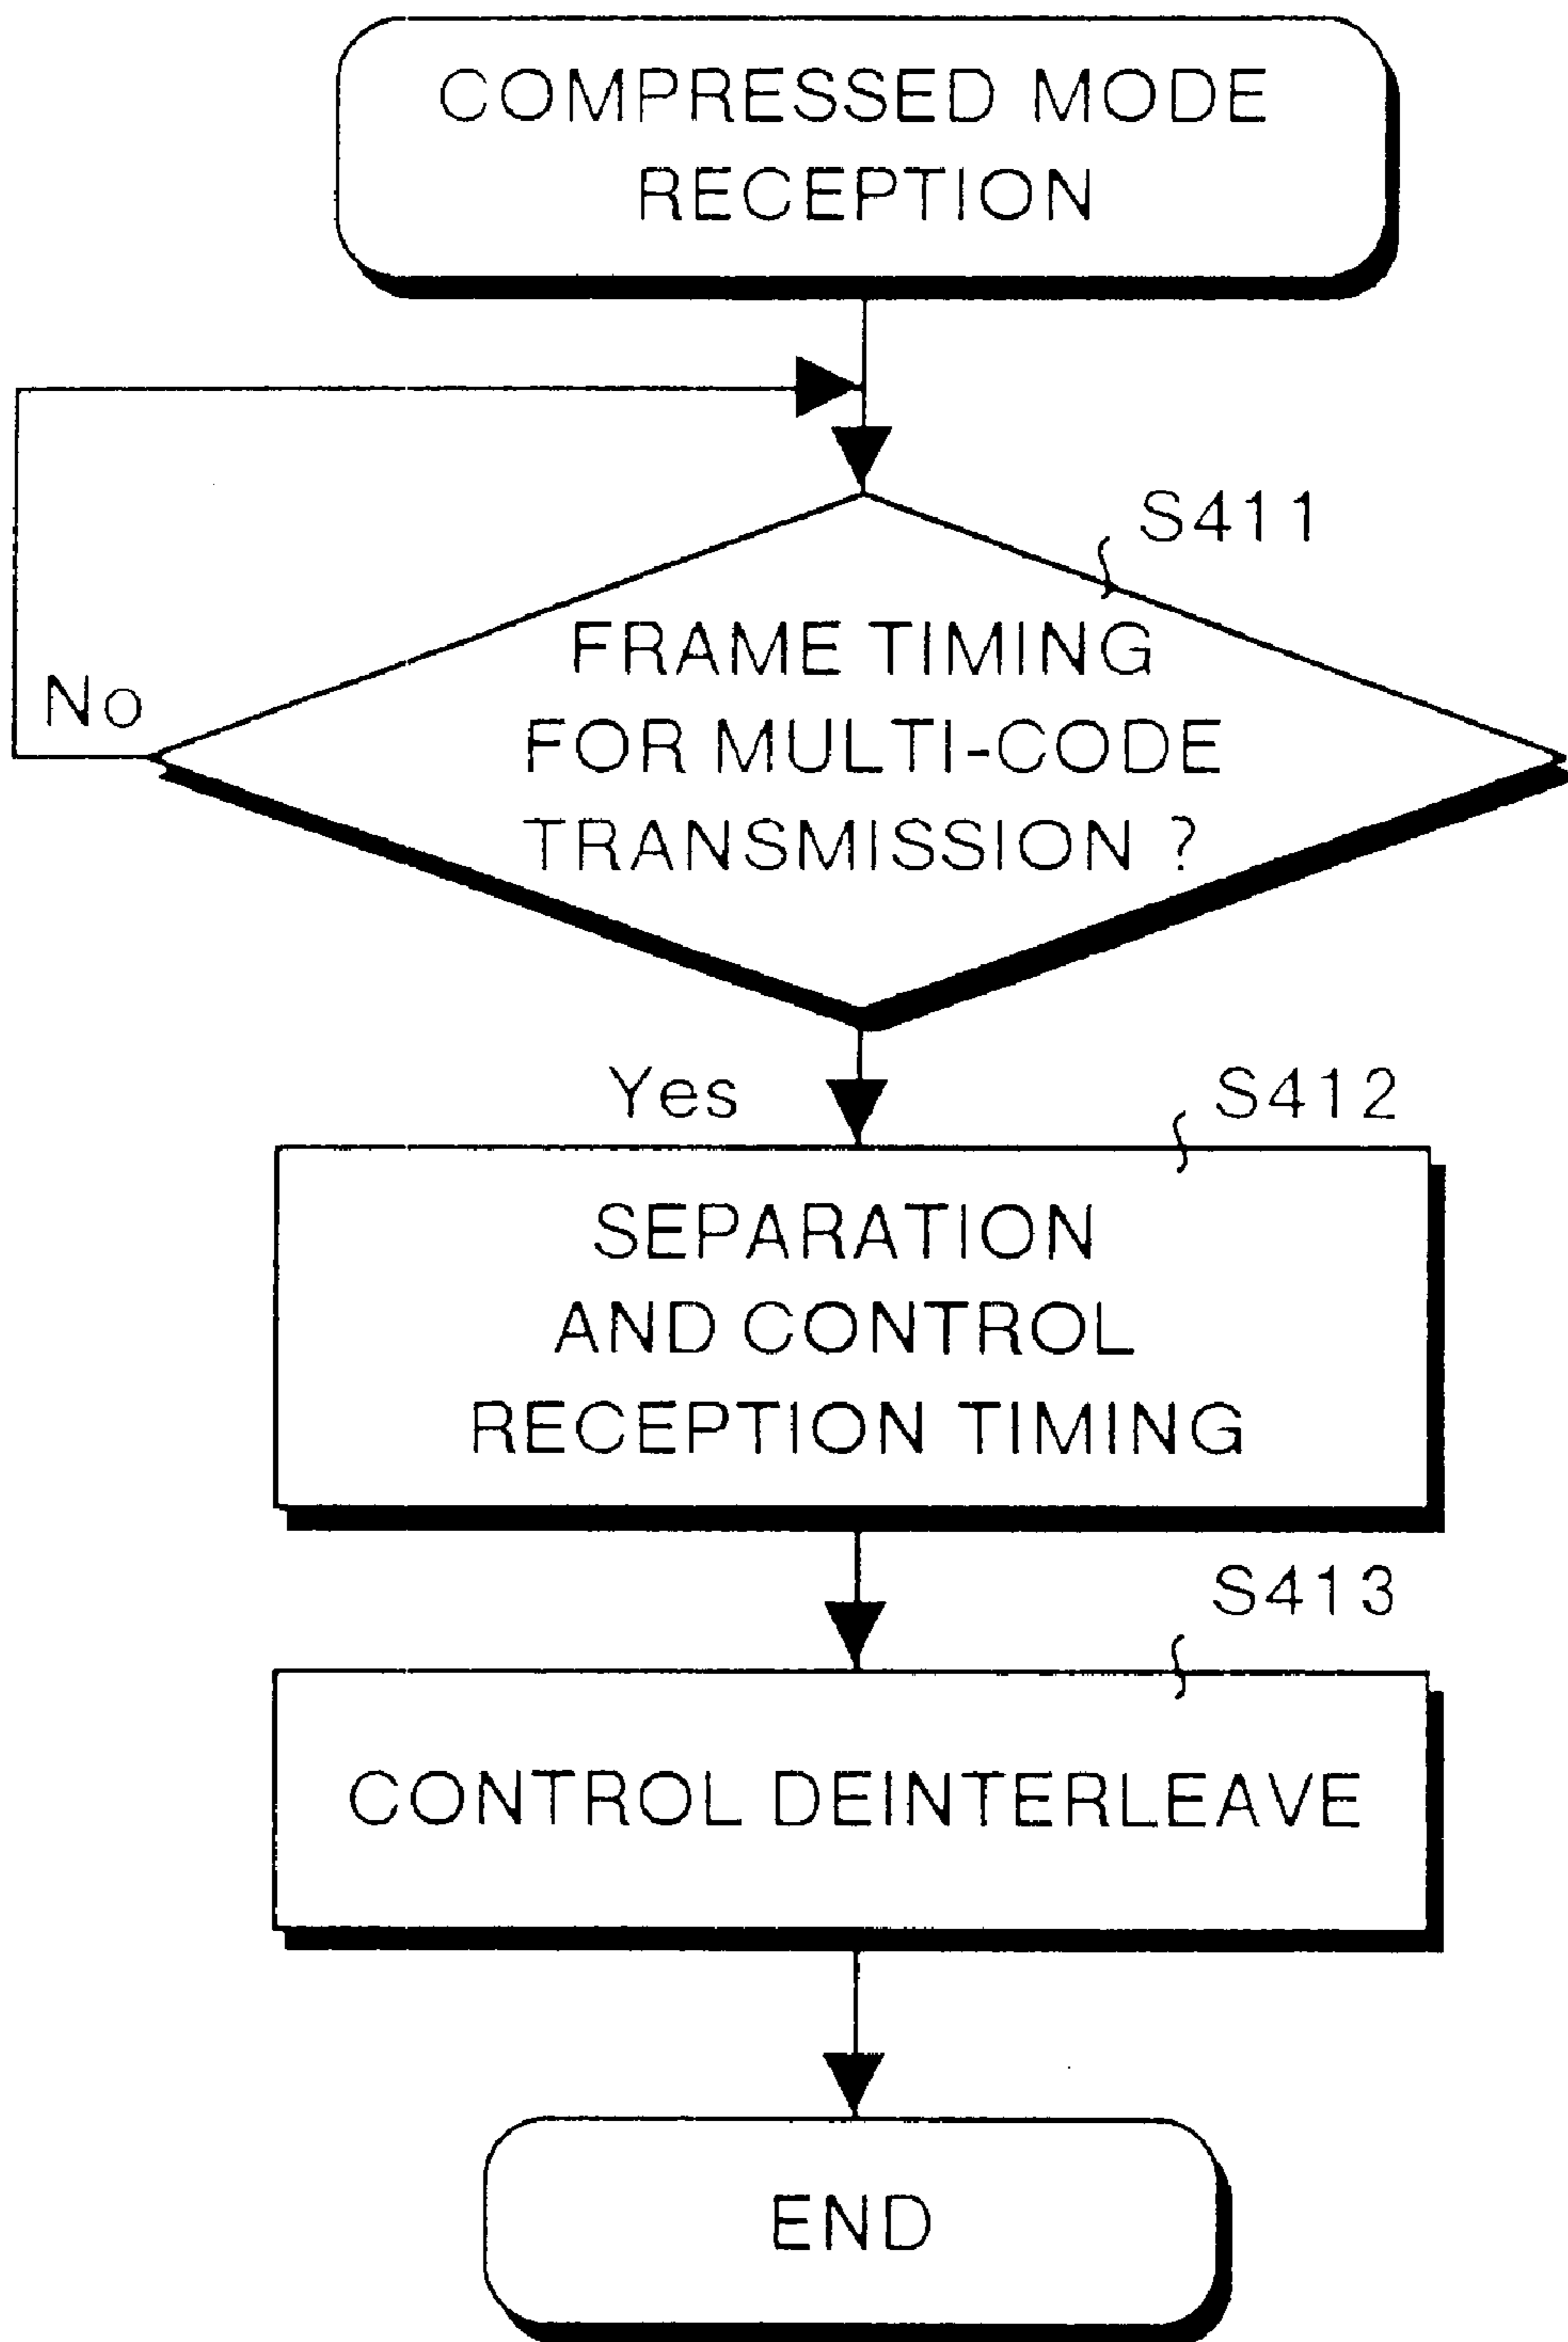 COMPRESSED MODE
RECEPTION
S411
FRAME TIMING
FOR MULTI-CODE
TRANSMISSION ?
No
Yes
S412
SEPARATION
AND CONTROL
RECEPTION TIMING
S413
CONTROL DEINTERLEAVE
END